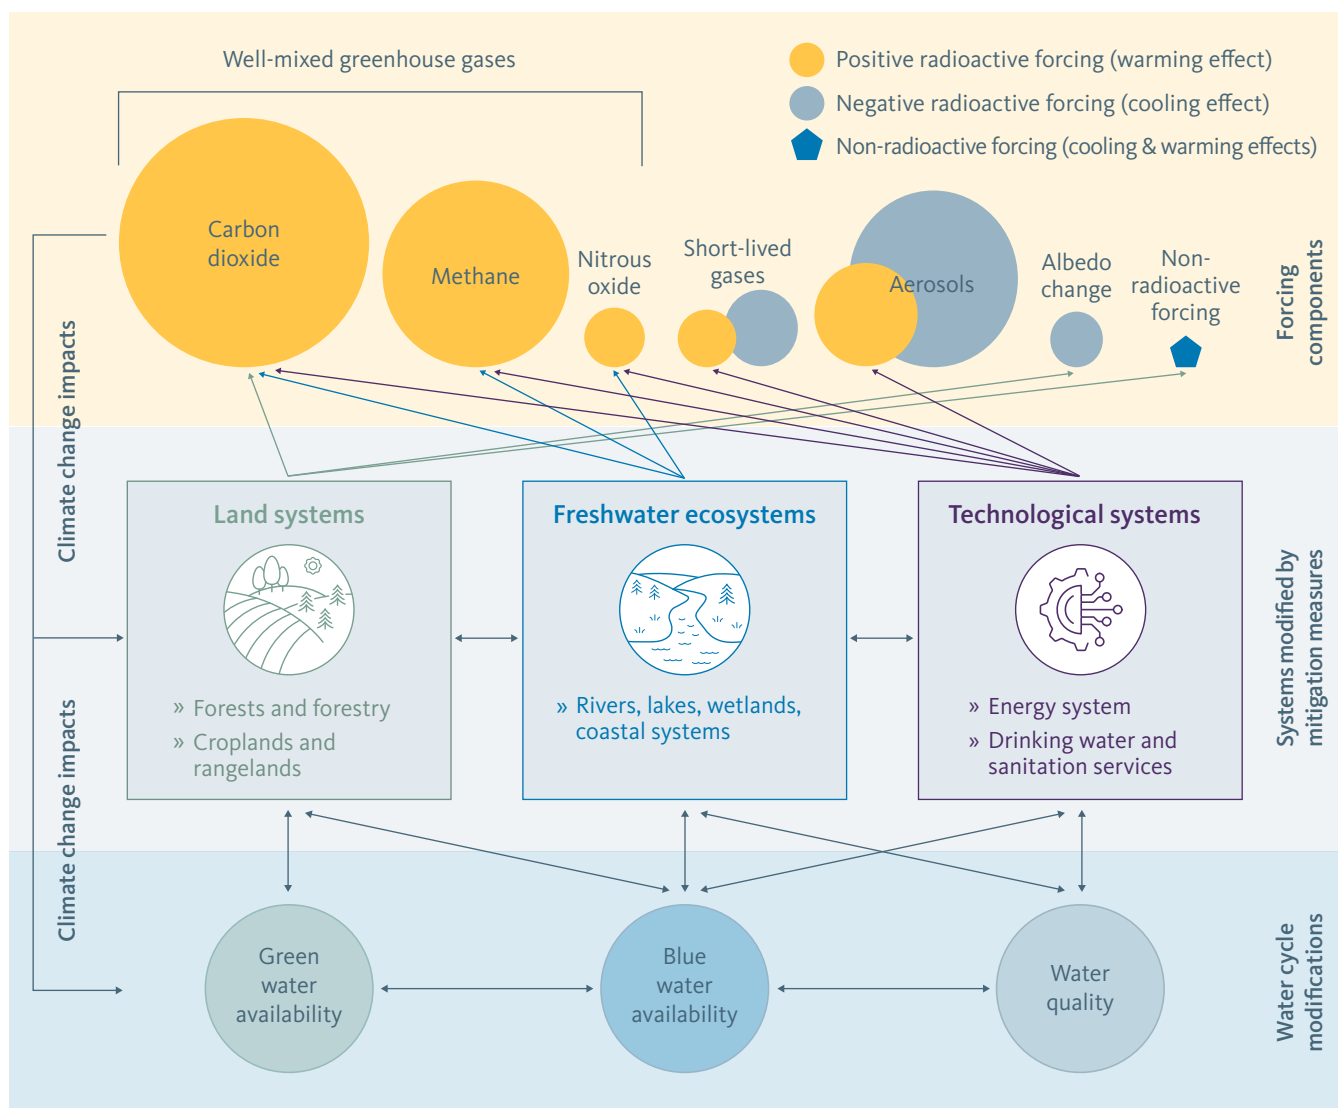 Well-mixed greenhouse gases
Positive radioactive forcing (warming effect)
Negative radioactive forcing (cooling effect)
Non-radioactive forcing (cooling & warming effects)
Carbon
dioxide
Methane
Nitrous
oxide
Short-lived
gases
Aerosols
Albedo
change
Non-
radioactive
forcing
Forcing
components
Climate change impacts
Land systems
» Forests and forestry
» Croplands and
rangelands
Freshwater ecosystems
» Rivers, lakes, wetlands,
coastal systems
Technological systems
» Energy system
» Drinking water and
sanitation services
Systems modified by
mitigation measures
Climate change impacts
Green
water
availability
Blue
water
availability
Water
quality
Water cycle
modifications